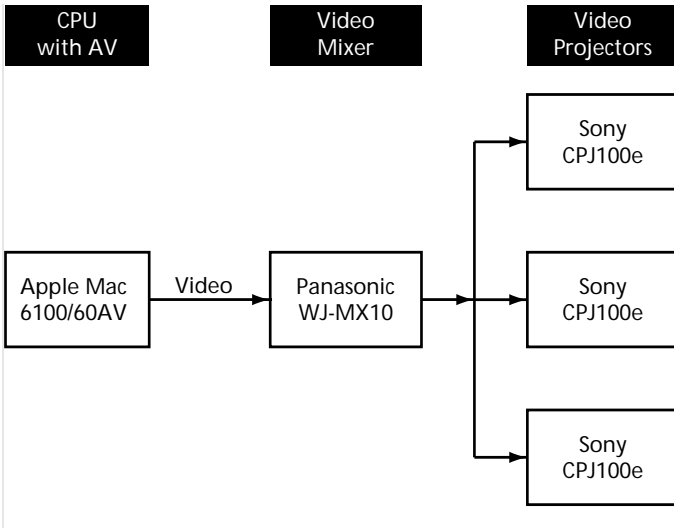 CPU
with AV
Video
Mixer
Video
Projectors
Sony
CPJ100e
Apple Mac
6100/60AV
Video
Panasonic
WJ-MX10
Sony
CPJ100e
Sony
CPJ100e